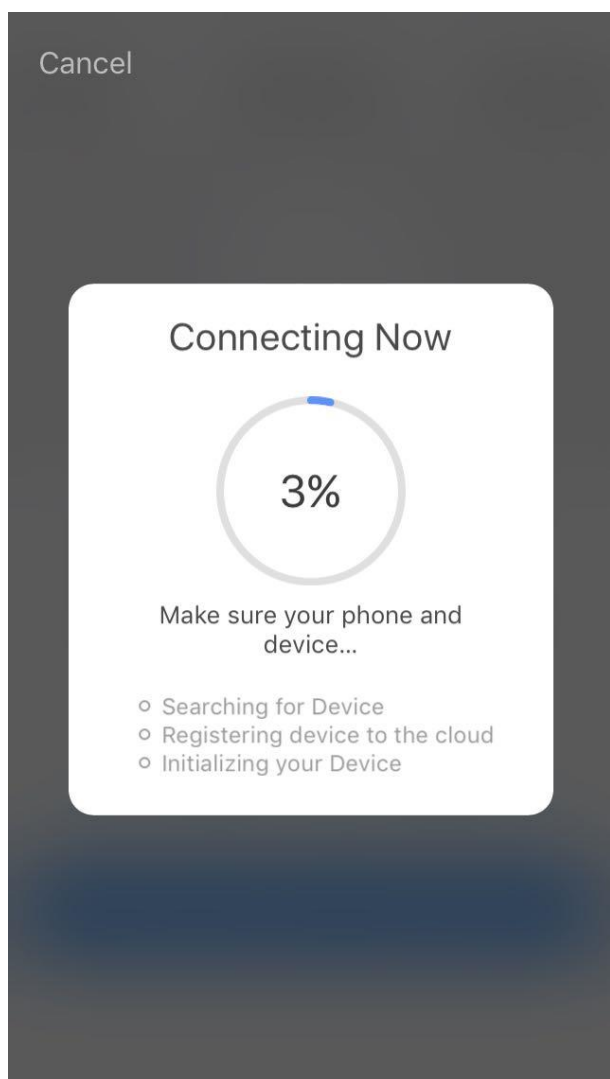 Cancel
Connecting Now
3%
Make sure your phone and
device...
Searching for Device
Registering device to the cloud
Initializing your Device